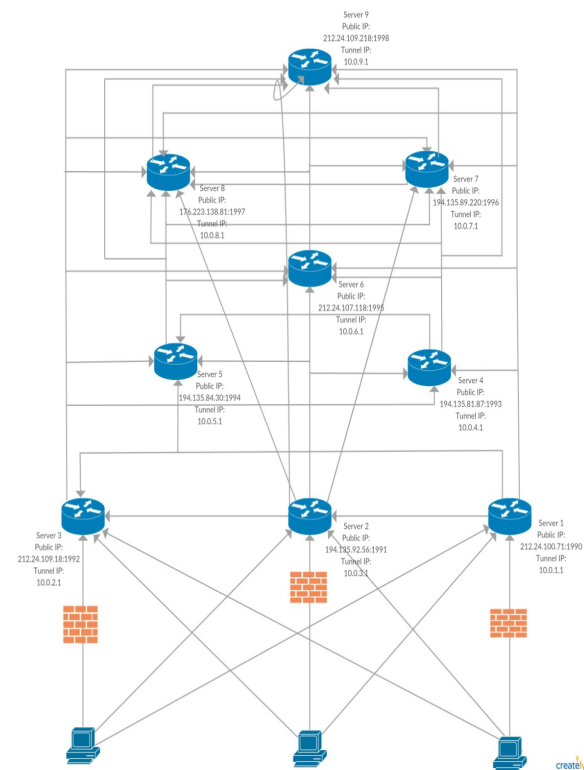 Server 9
Public IP:
212.24.109.218:1998
Tunnel IP:
10.0.9.1
Server 8
Public IP:
176.223.138.81:1997
Tunnel IP:
10.0.8.1
Server 7
Public IP:
194.135.89.220:1996
Tunnel IP:
10.0.7.1
Server 6
Public IP:
212.24.107.118:1995
Tunnel IP:
10.0.6.1
Server 5
Public IP:
194.135.84.30:1994
Tunnel IP:
10.0.5.1
Server 4
Public IP:
194.135.81.87:1993
Tunnel IP:
10.0.4.1
Server 3
Public IP:
212.24.109.18:1992
Tunnel IP:
10.0.2.1
Server 2
Public IP:
194.135.92.56:1991
Tunnel IP:
10.0.3.1
Server 1
Public IP:
212.24.100.71:1990
Tunnel IP:
10.0.1.1